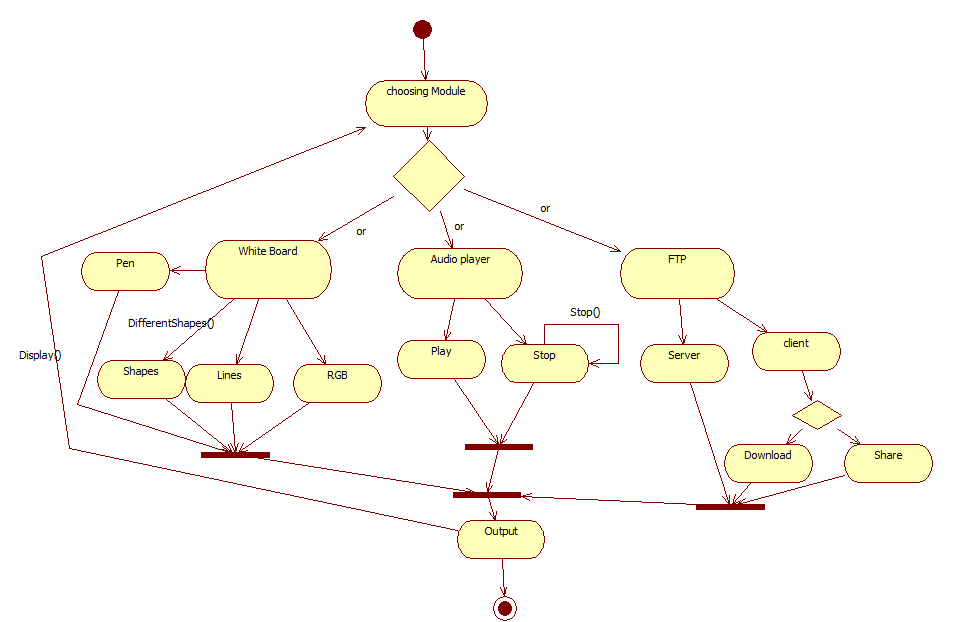 choosing Module
or
or
or
White Board
Audio player
FTP
Pen
DifferentShapes()
Stop()
Display()
Shapes
Lines
RGB
Play
Stop
Server
client
Download
Share
Output